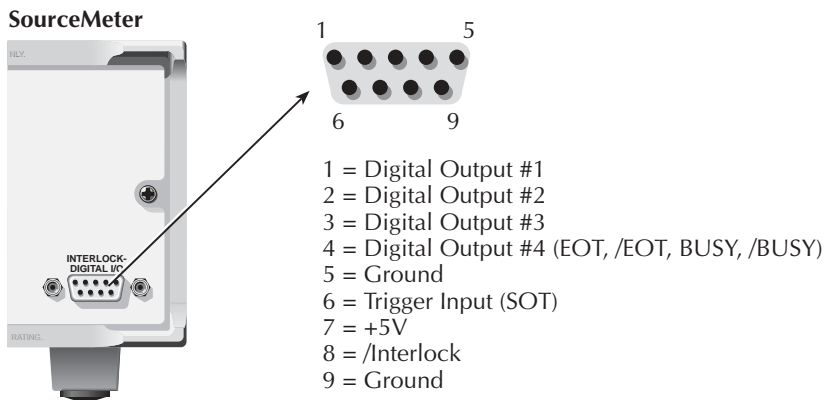 SourceMeter
NLY.
INTERLOCK-
DIGITAL I/O
RATING.
1 5
6 9
1 = Digital Output #1
2 = Digital Output #2
3 = Digital Output #3
4 = Digital Output #4 (EOT, /EOT, BUSY, /BUSY)
5 = Ground
6 = Trigger Input (SOT)
7 = +5V
8 = /Interlock
9 = Ground